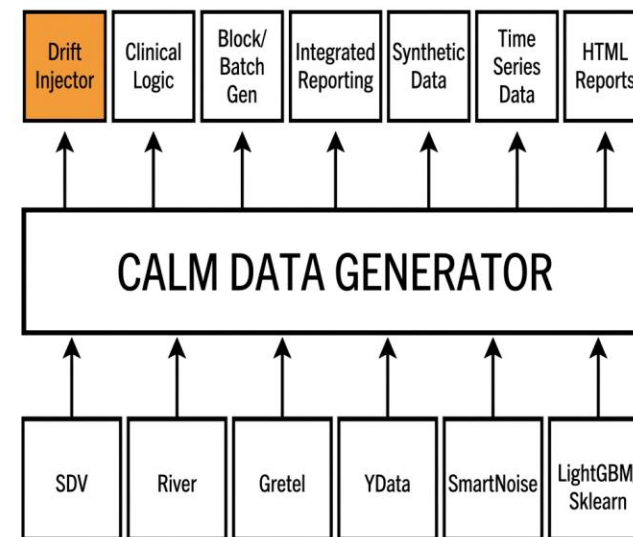 Drift
Injector
Clinical
Logic
Block/
Batch
Gen
Integrated
Reporting
Synthetic
Data
Time
Series
Data
HTML
Reports
CALM DATA GENERATOR
SDV
River
Gretel
YData
SmartNoise
LightGBM
Sklearn